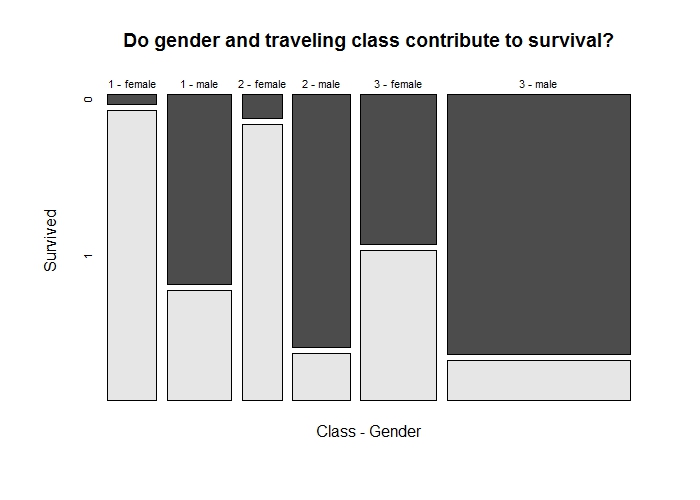 Do gender and traveling class contribute to survival?
1 - female 1 - male 2 - female 2 - male 3 - female 3 - male
0
1
Survived
Class - Gender